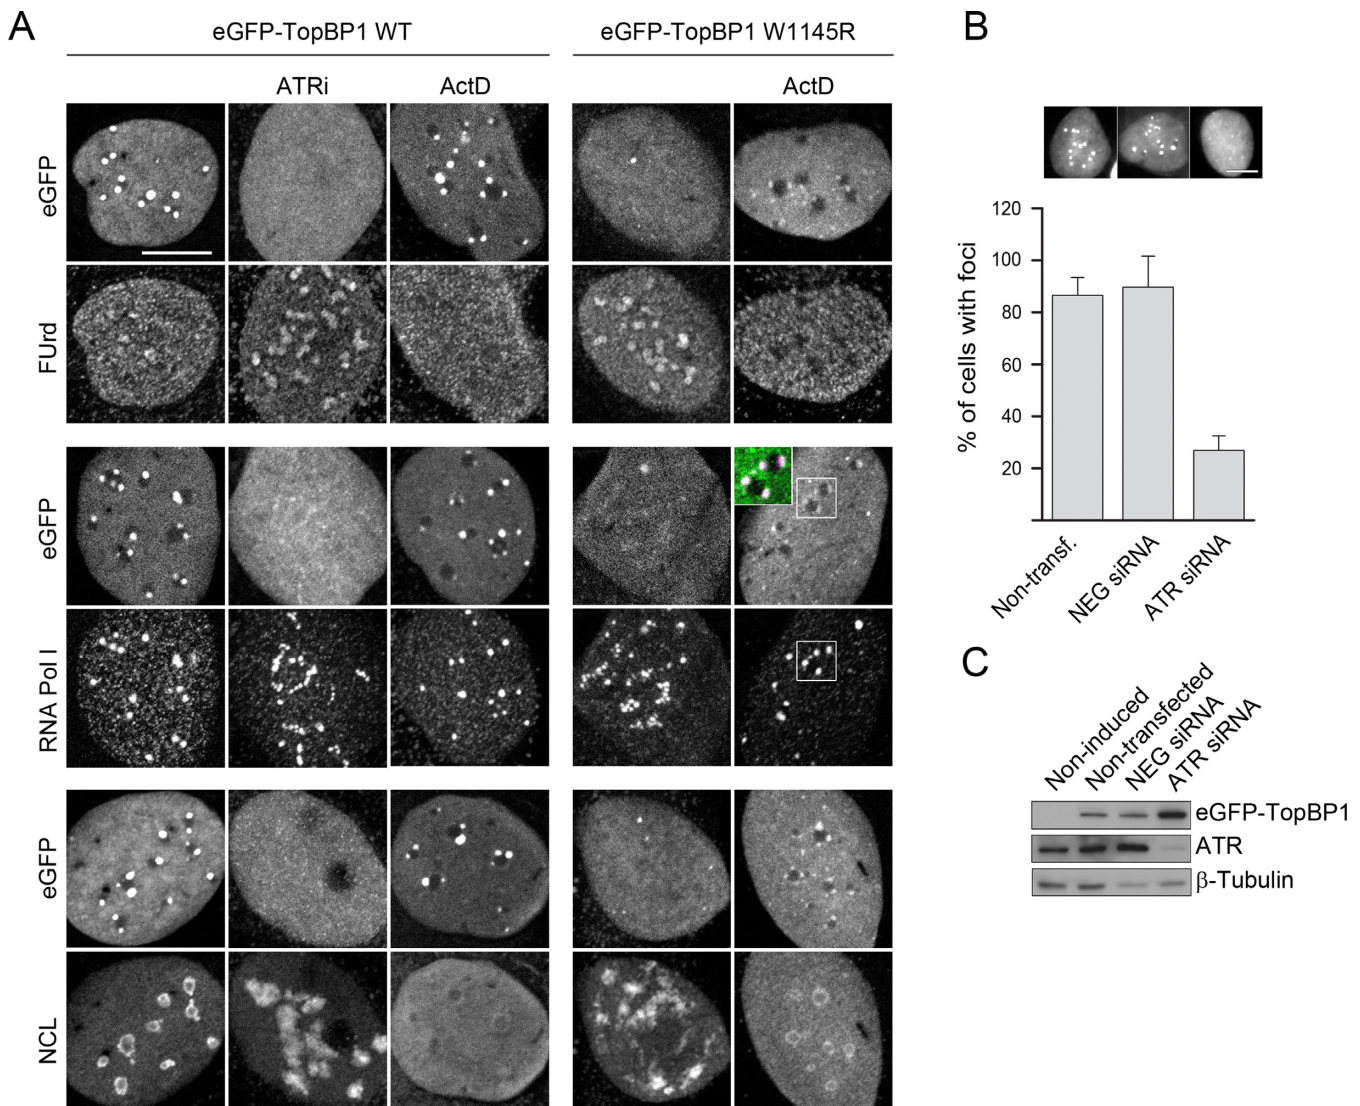 A
eGFP-TopBP1 WT
eGFP-TopBP1 W1145R
ATRi
ActD
ActD
eGFP
FUrd
eGFP
RNA Pol I
eGFP
NCL
B
% of cells with foci
120
100
80
60
40
20
Non-transf.
NEG siRNA
ATR siRNA
C
Non-induced
Non-transfected
NEG siRNA
ATR siRNA
eGFP-TopBP1
ATR
β-Tubulin